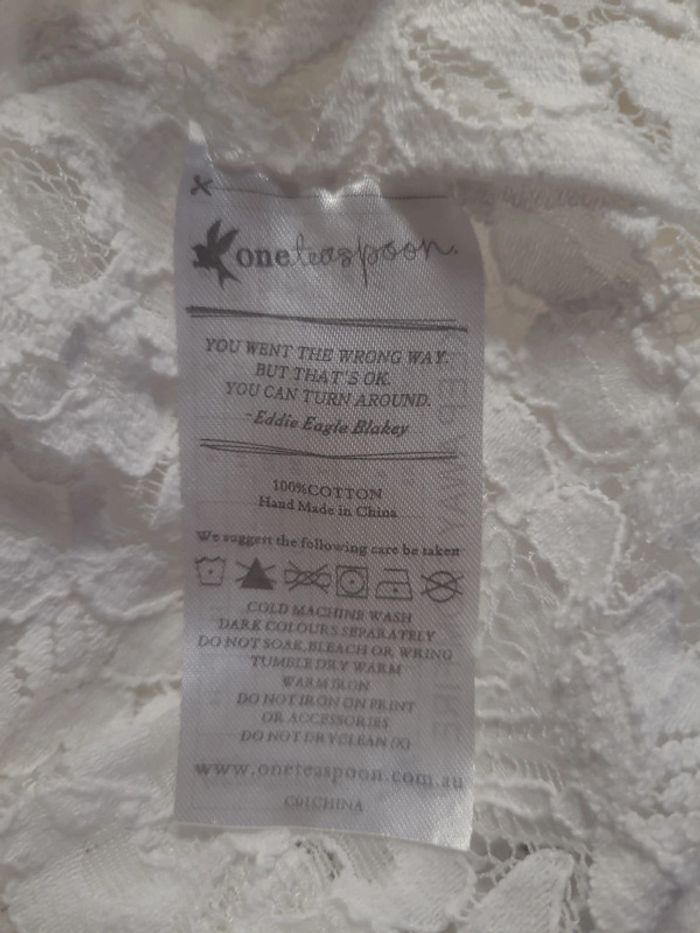 oneteaspoon.
YOU WENT THE WRONG WAY.
BUT THAT'S OK.
YOU CAN TURN AROUND.
~Eddie Eagle Blakey
100%COTTON
Hand Made in China
We suggest the following care be taken
COLD MACHINE WASH
DARK COLOURS SEPARATELY
DO NOT SOAK,BLEACH OR WRING
TUMBLE DRY WARM
WARM IRON
DO NOT IRON ON PRINT
OR ACCESSORIES
DO NOT DRYCLEAN (X)
www.oneteaspoon.com.au
C01CHINA